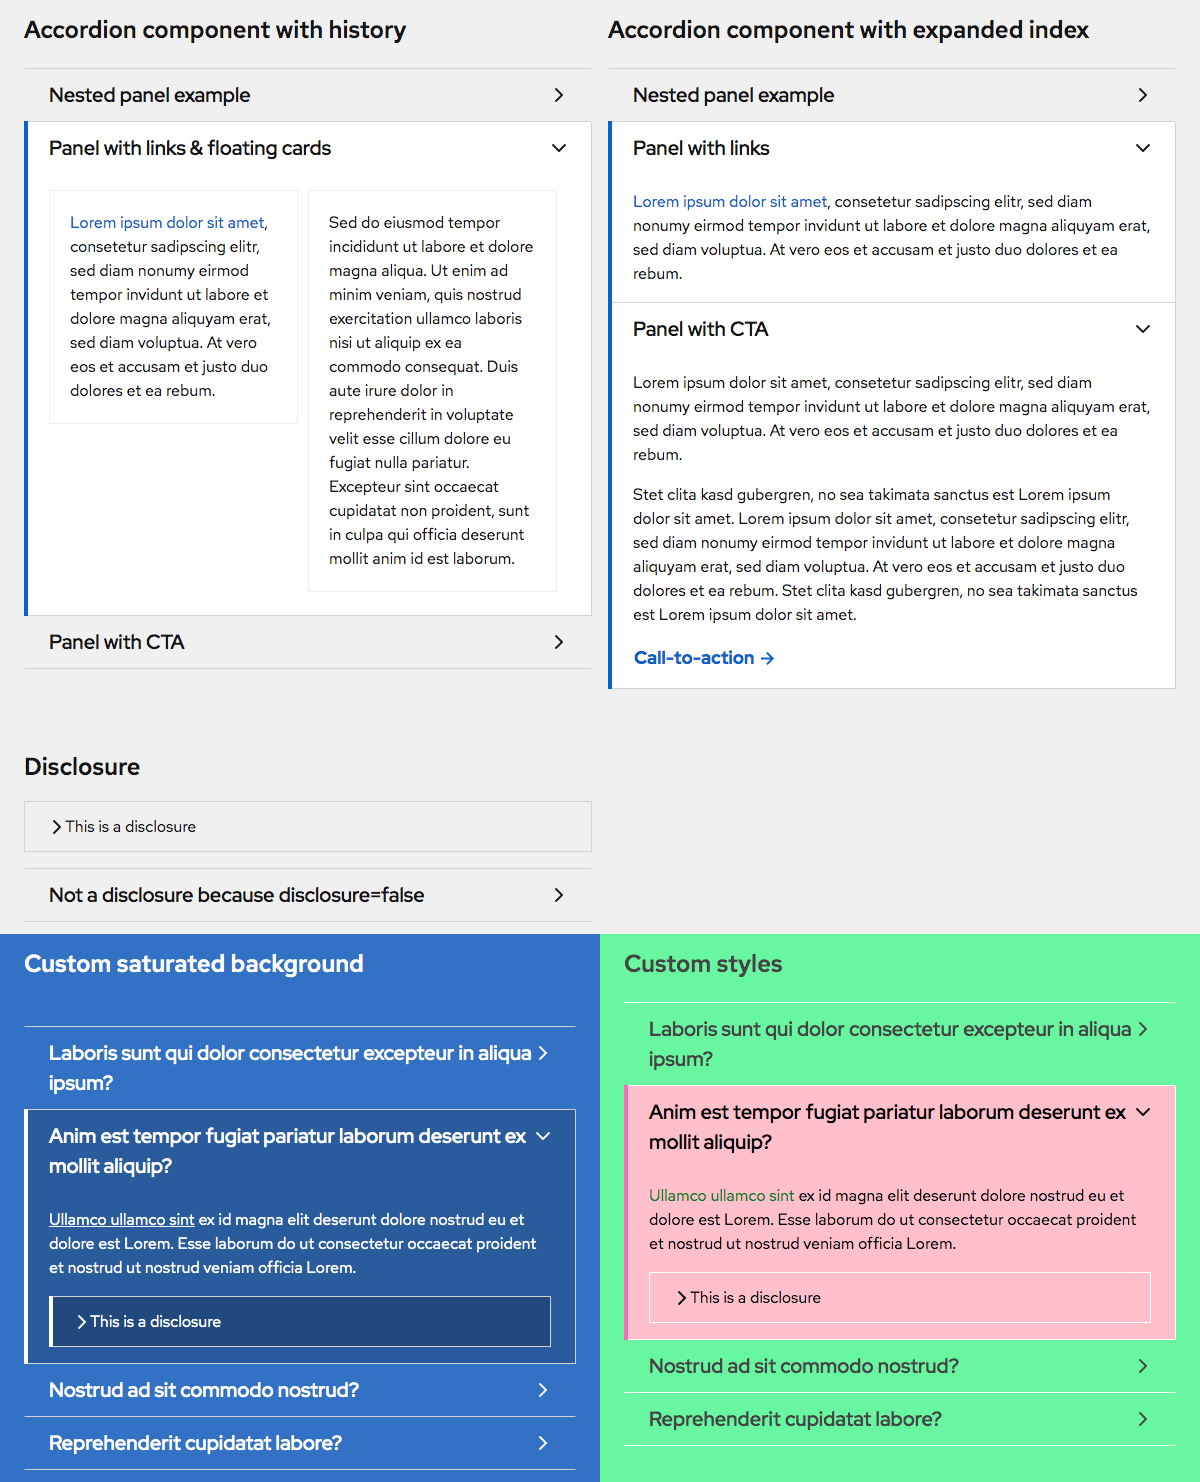 Accordion component with history
Nested panel example
Panel with links & floating cards
Lorem ipsum dolor sit amet,
consetetur sadipscing elitr,
sed diam nonumy eirmod
tempor invidunt ut labore et
dolore magna aliquyam erat,
sed diam voluptua. At vero
eos et accusam et justo duo
dolores et ea rebum.
Sed do eiusmod tempor
incididunt ut labore et dolore
magna aliqua. Ut enim ad
minim veniam, quis nostrud
exercitation ullamco laboris
nisi ut aliquip ex ea
commodo consequat. Duis
aute irure dolor in
reprehenderit in voluptate
velit esse cillum dolore eu
fugiat nulla pariatur.
Excepteur sint occaecat
cupidatat non proident, sunt
in culpa qui officia deserunt
mollit anim id est laborum.
Panel with CTA
Accordion component with expanded index
Nested panel example
Panel with links
Lorem ipsum dolor sit amet, consetetur sadipscing elitr, sed diam
nonumy eirmod tempor invidunt ut labore et dolore magna aliquyam erat,
sed diam voluptua. At vero eos et accusam et justo duo dolores et ea
rebum.
Panel with CTA
Lorem ipsum dolor sit amet, consetetur sadipscing elitr, sed diam
nonumy eirmod tempor invidunt ut labore et dolore magna aliquyam erat,
sed diam voluptua. At vero eos et accusam et justo duo dolores et ea
rebum.
Stet clita kasd gubergren, no sea takimata sanctus est Lorem ipsum
dolor sit amet. Lorem ipsum dolor sit amet, consetetur sadipscing elitr,
sed diam nonumy eirmod tempor invidunt ut labore et dolore magna
aliquyam erat, sed diam voluptua. At vero eos et accusam et justo duo
dolores et ea rebum. Stet clita kasd gubergren, no sea takimata sanctus
est Lorem ipsum dolor sit amet.
Call-to-action →
Disclosure
This is a disclosure
Not a disclosure because disclosure=false
Custom saturated background
Laboris sunt qui dolor consectetur excepteur in aliqua
ipsum?
Anim est tempor fugiat pariatur laborum deserunt ex
mollit aliquip?
Ullamco ullamco sint ex id magna elit deserunt dolore nostrud eu et
dolore est Lorem. Esse laborum do ut consectetur occaecat proident
et nostrud ut nostrud veniam officia Lorem.
This is a disclosure
Nostrud ad sit commodo nostrud?
Reprehenderit cupidatat labore?
Custom styles
Laboris sunt qui dolor consectetur excepteur in aliqua
ipsum?
Anim est tempor fugiat pariatur laborum deserunt ex
mollit aliquip?
Ullamco ullamco sint ex id magna elit deserunt dolore nostrud eu et
dolore est Lorem. Esse laborum do ut consectetur occaecat proident
et nostrud ut nostrud veniam officia Lorem.
This is a disclosure
Nostrud ad sit commodo nostrud?
Reprehenderit cupidatat labore?